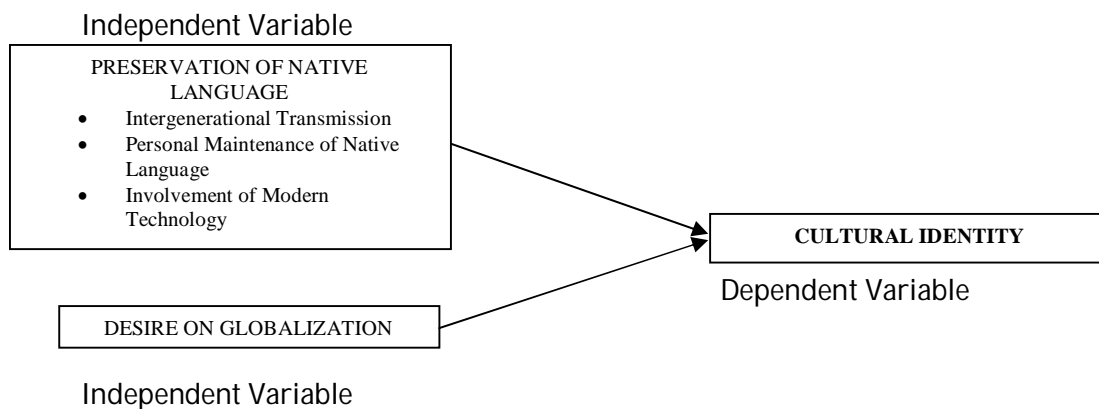 Independent Variable
PRESERVATION OF NATIVE
LANGUAGE
• Intergenerational Transmission
• Personal Maintenance of Native
Language
• Involvement of Modern
Technology
CULTURAL IDENTITY
Dependent Variable
DESIRE ON GLOBALIZATION
Independent Variable